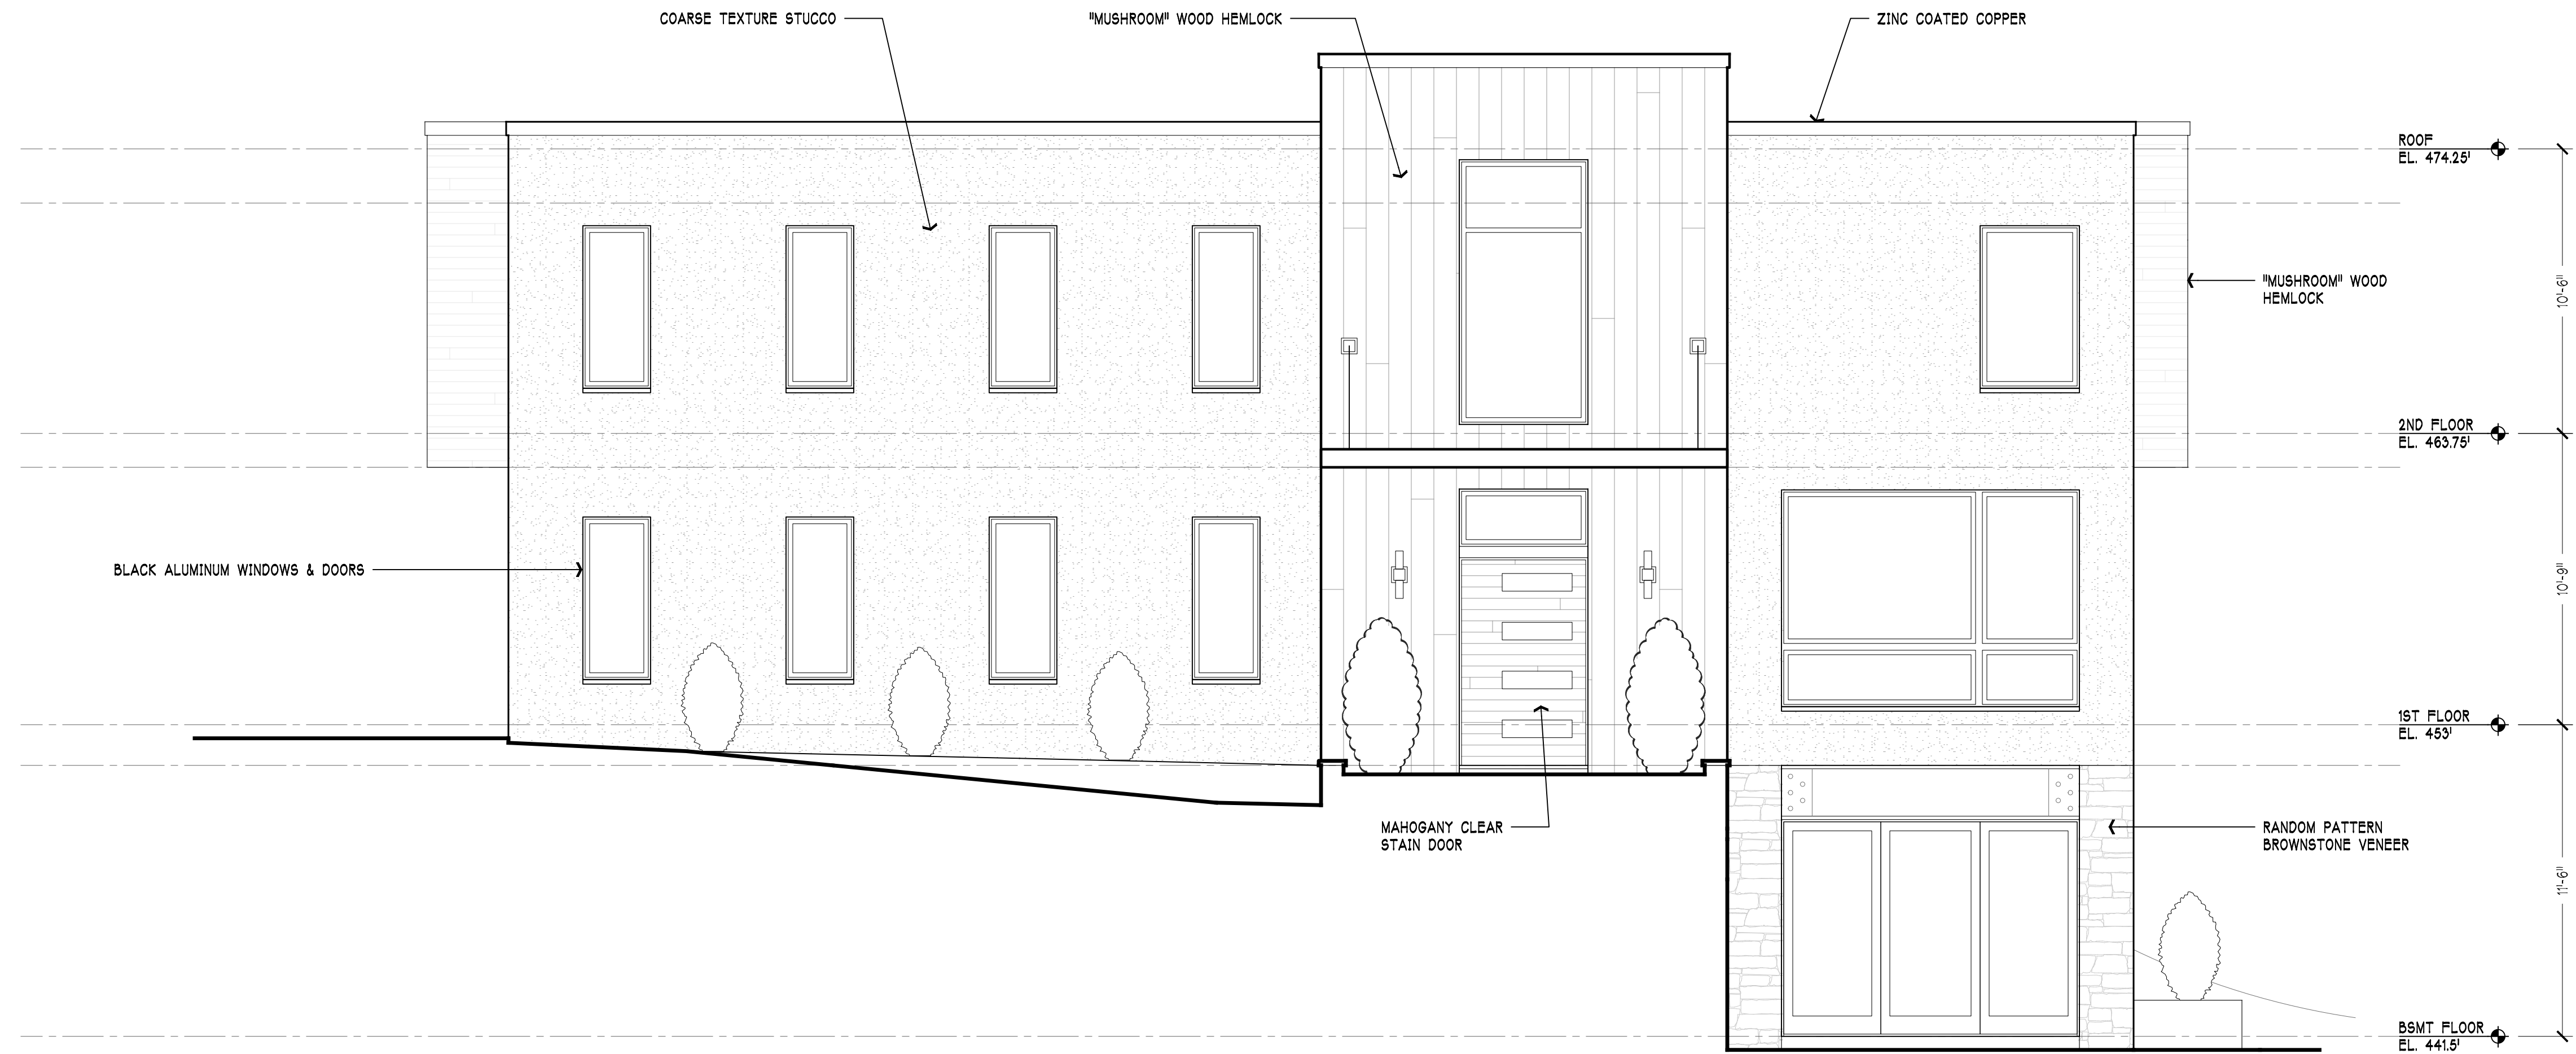 COARSE TEXTURE STUCCO
"MUSHROOM" WOOD HEMLOCK
ZINC COATED COPPER
ROOF
EL. 474.25'
"MUSHROOM" WOOD
HEMLOCK
10'-6"
2ND FLOOR
EL. 463.75'
BLACK ALUMINUM WINDOWS & DOORS
10'-9"
1ST FLOOR
EL. 453'
MAHOGANY CLEAR
STAIN DOOR
RANDOM PATTERN
BROWNSTONE VENEER
11'-6"
BSMT FLOOR
EL. 441.5'